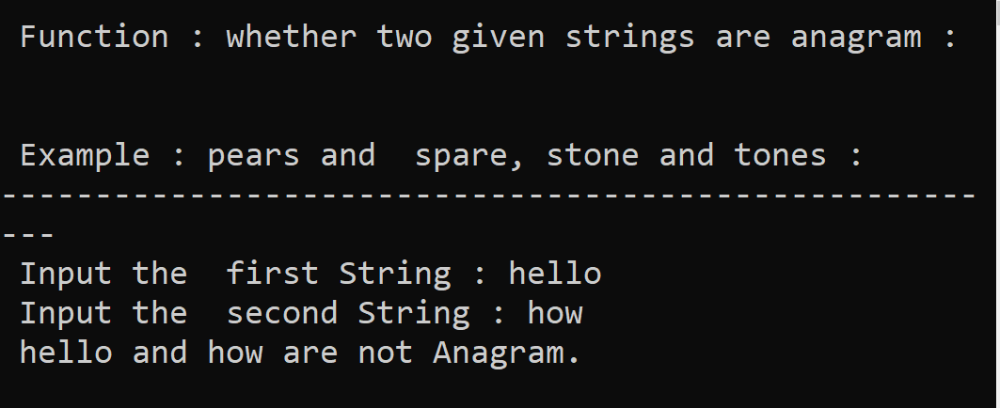 Function : whether two given strings are anagram :
Example : pears and  spare, stone and tones :
----------------------------------------------------
---
Input the  first String : hello
Input the  second String : how
hello and how are not Anagram.